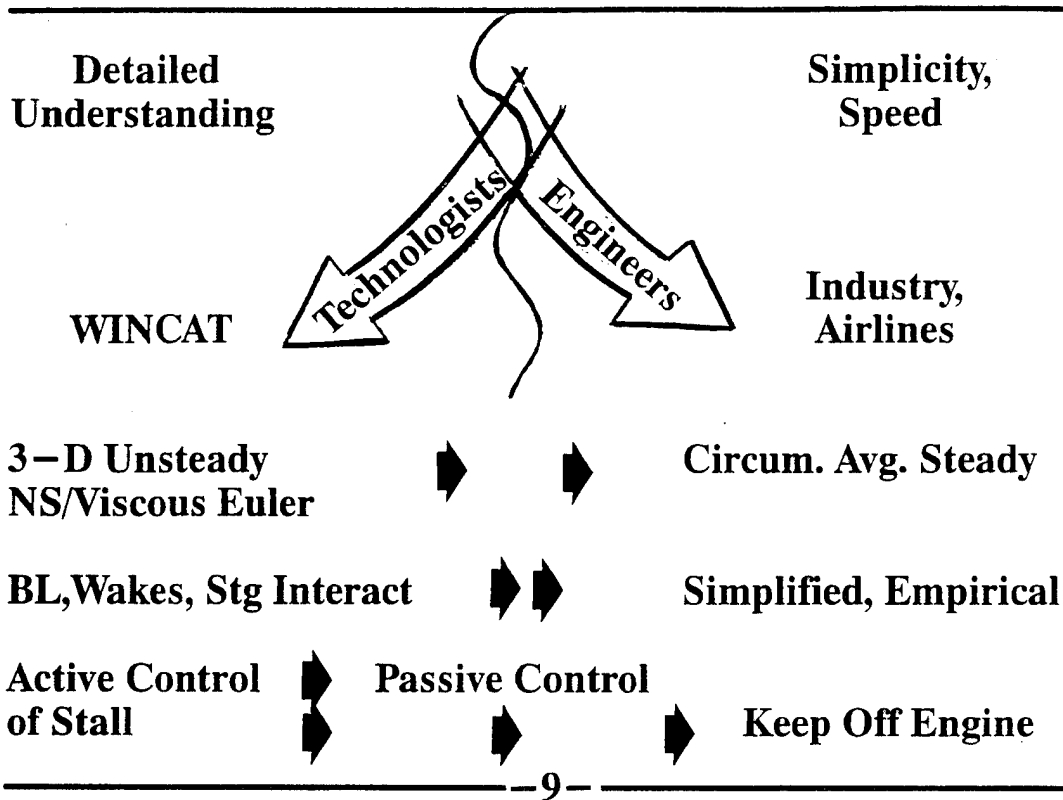 Detailed
Understanding
Simplicity,
Speed
Technologists
Engineers
WINCAT
Industry,
Airlines
3–D Unsteady
NS/Viscous Euler
Circum. Avg. Steady
BL,Wakes, Stg Interact
Simplified, Empirical
Active Control
of Stall
Passive Control
Keep Off Engine
–9–